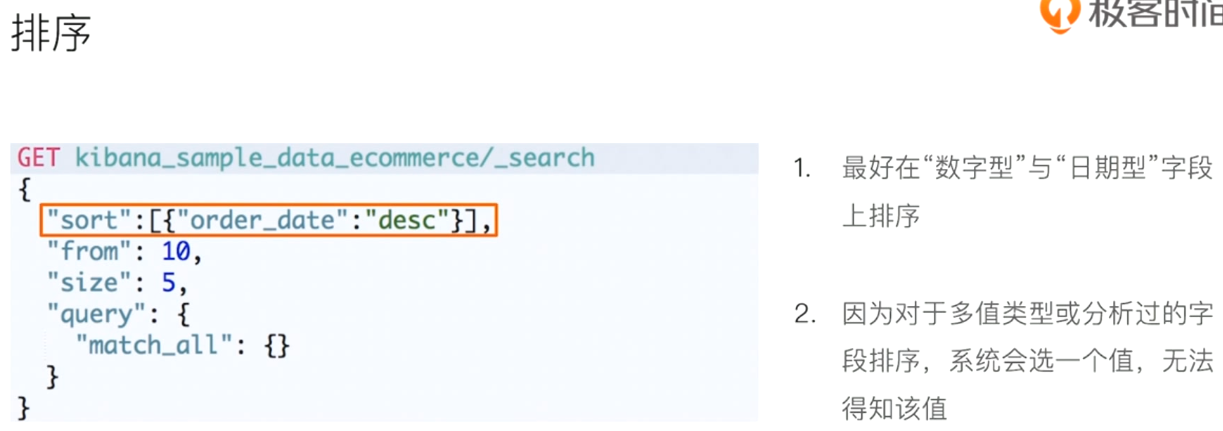 极客时间
排序
GET kibana_sample_data_ecommerce/_search
{
"sort":[{"order_date":"desc"}],
"from": 10,
"size": 5,
"query": {
"match_all": {}
}
}
1. 最好在“数字型”与“日期型”字段
上排序
2. 因为对于多值类型或分析过的字
段排序，系统会选一个值，无法
得知该值